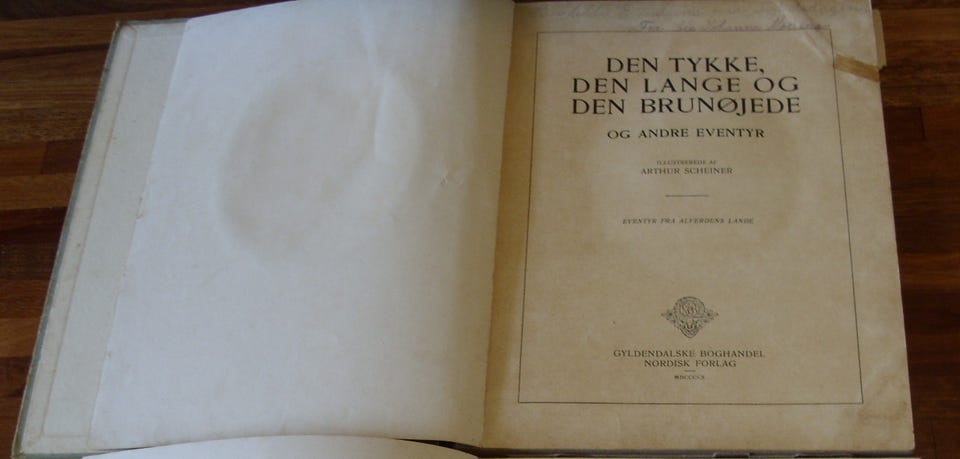 DEN TYKKE,
DEN LANGE OG
DEN BRUNØJEDE
OG ANDRE EVENTYR
ILLUSTREREDE AF
ARTHUR SCHEINER
EVENTYR FRA ALVERDENS LANDE
GYLDENDALSKE BOGHANDEL
NORDISK FORLAG